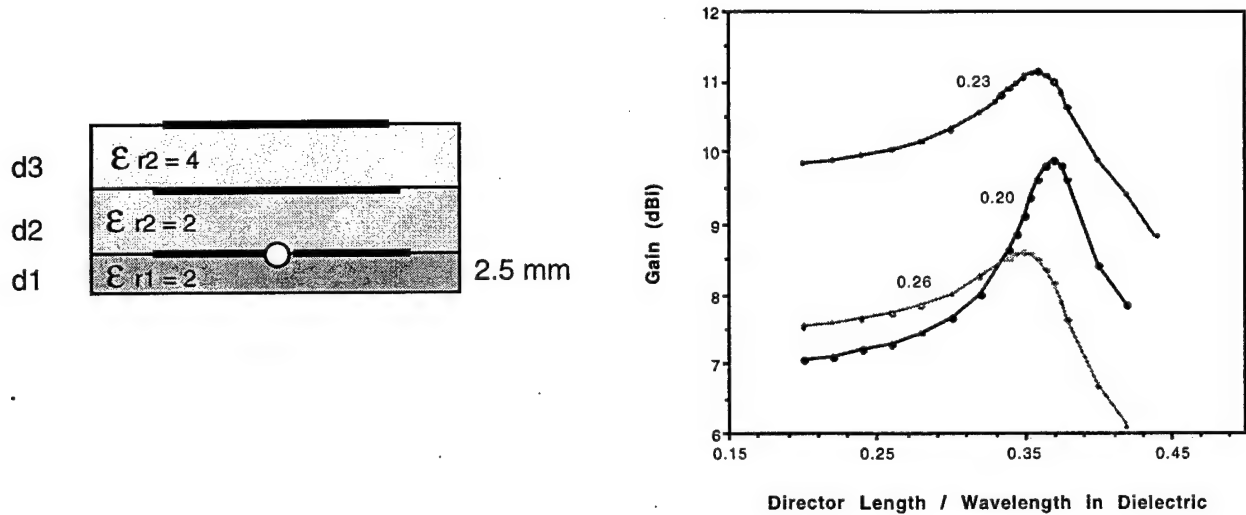 d3
ε r2 = 4
d2
ε r2 = 2
d1
ε r1 = 2
2.5 mm
Gain (dBi)
12
11
10
9
8
7
6
0.23
0.20
0.26
0.15
0.25
0.35
0.45
Director Length / Wavelength in Dielectric